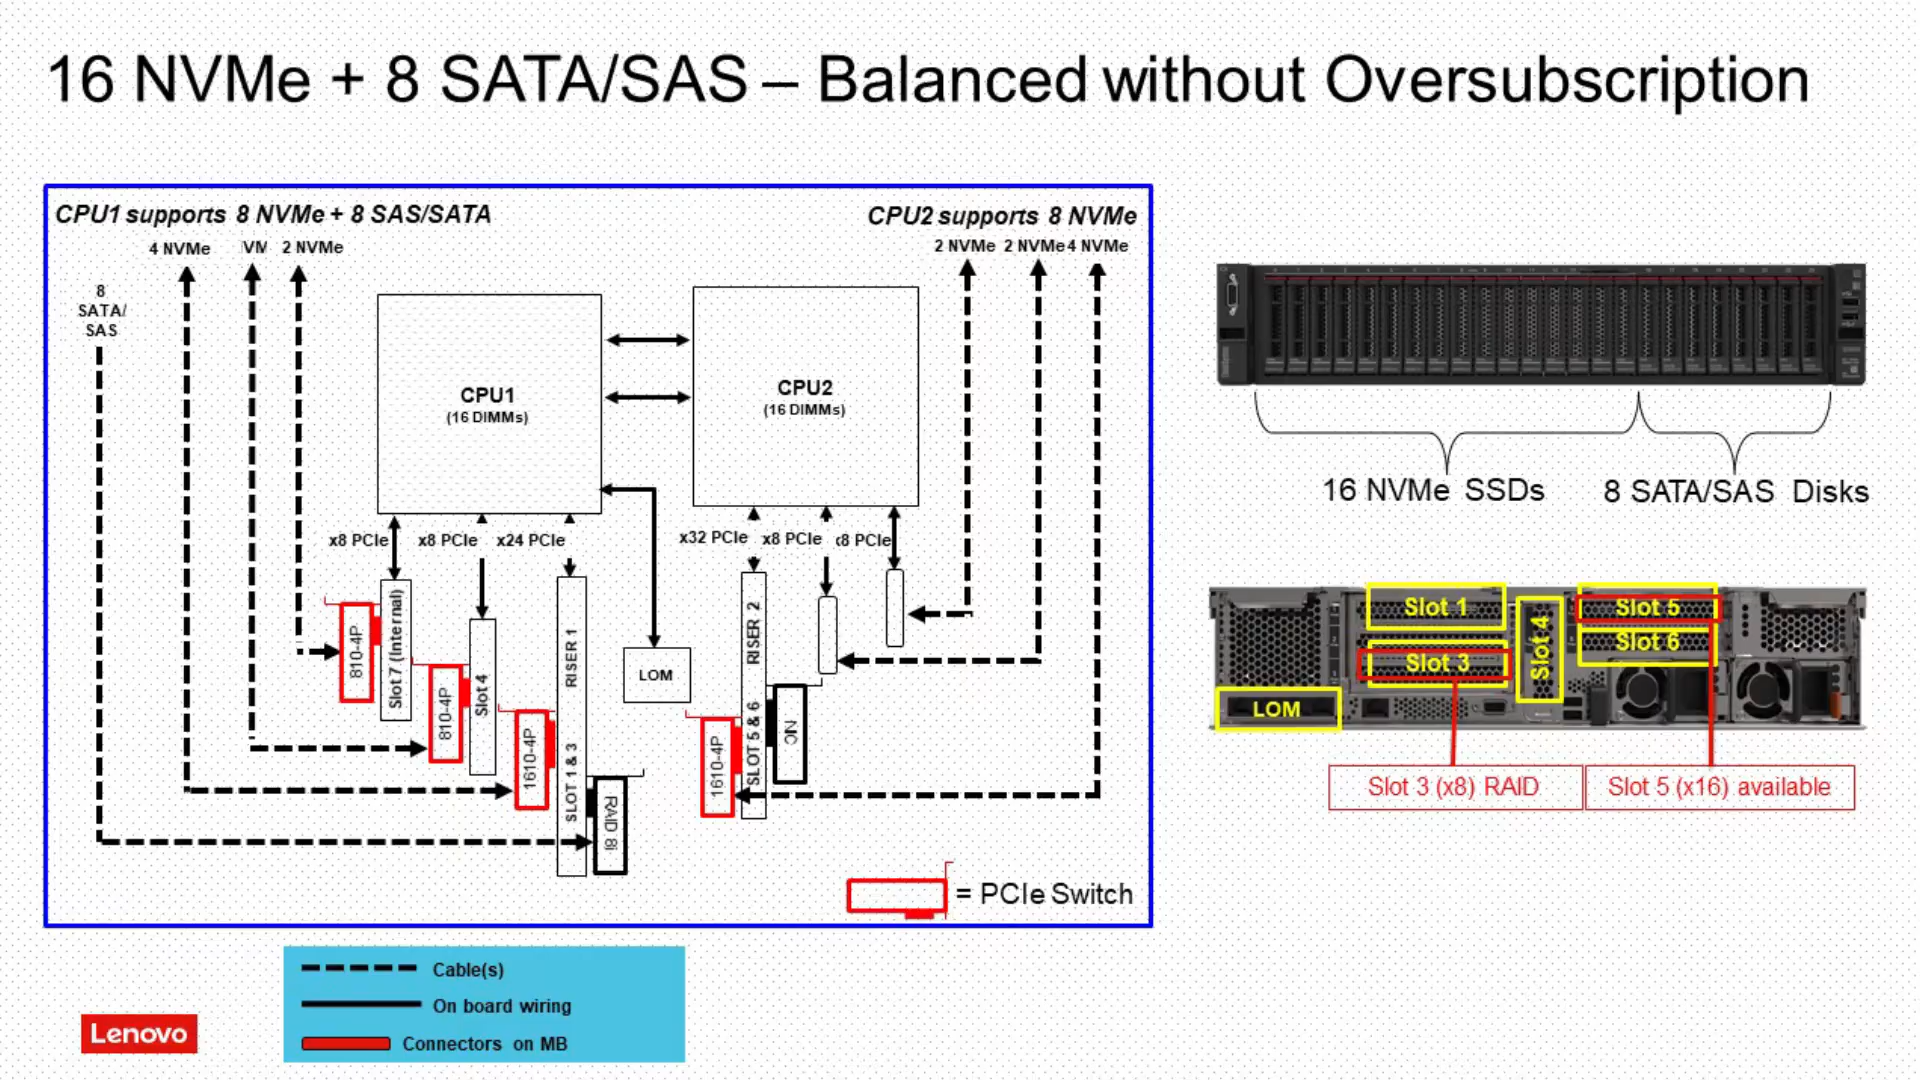 16 NVMe + 8 SATA/SAS – Balanced without Oversubscription
CPU1 supports 8 NVMe + 8 SAS/SATA
CPU2 supports 8 NVMe
4 NVMe
VM
2 NVMe
2 NVMe
2 NVMe
4 NVMe
8
SATA/
SAS
CPU1
(16 DIMMs)
CPU2
(16 DIMMs)
x8 PCIe
x8 PCIe
x24 PCIe
x32 PCIe
x8 PCIe
x8 PCIe
810-4P
Slot 7 (Internal)
810-4P
Slot 4
1610-4P
SLOT 1 & 3 RISER 1
RAID 8i
LOM
1610-4P
SLOT 5 & 6 RISER 2
NIC
= PCIe Switch
16 NVMe SSDs
8 SATA/SAS Disks
Slot 1
Slot 3
Slot 4
Slot 5
Slot 6
LOM
Slot 3 (x8) RAID
Slot 5 (x16) available
Cable(s)
On board wiring
Connectors on MB
Lenovo